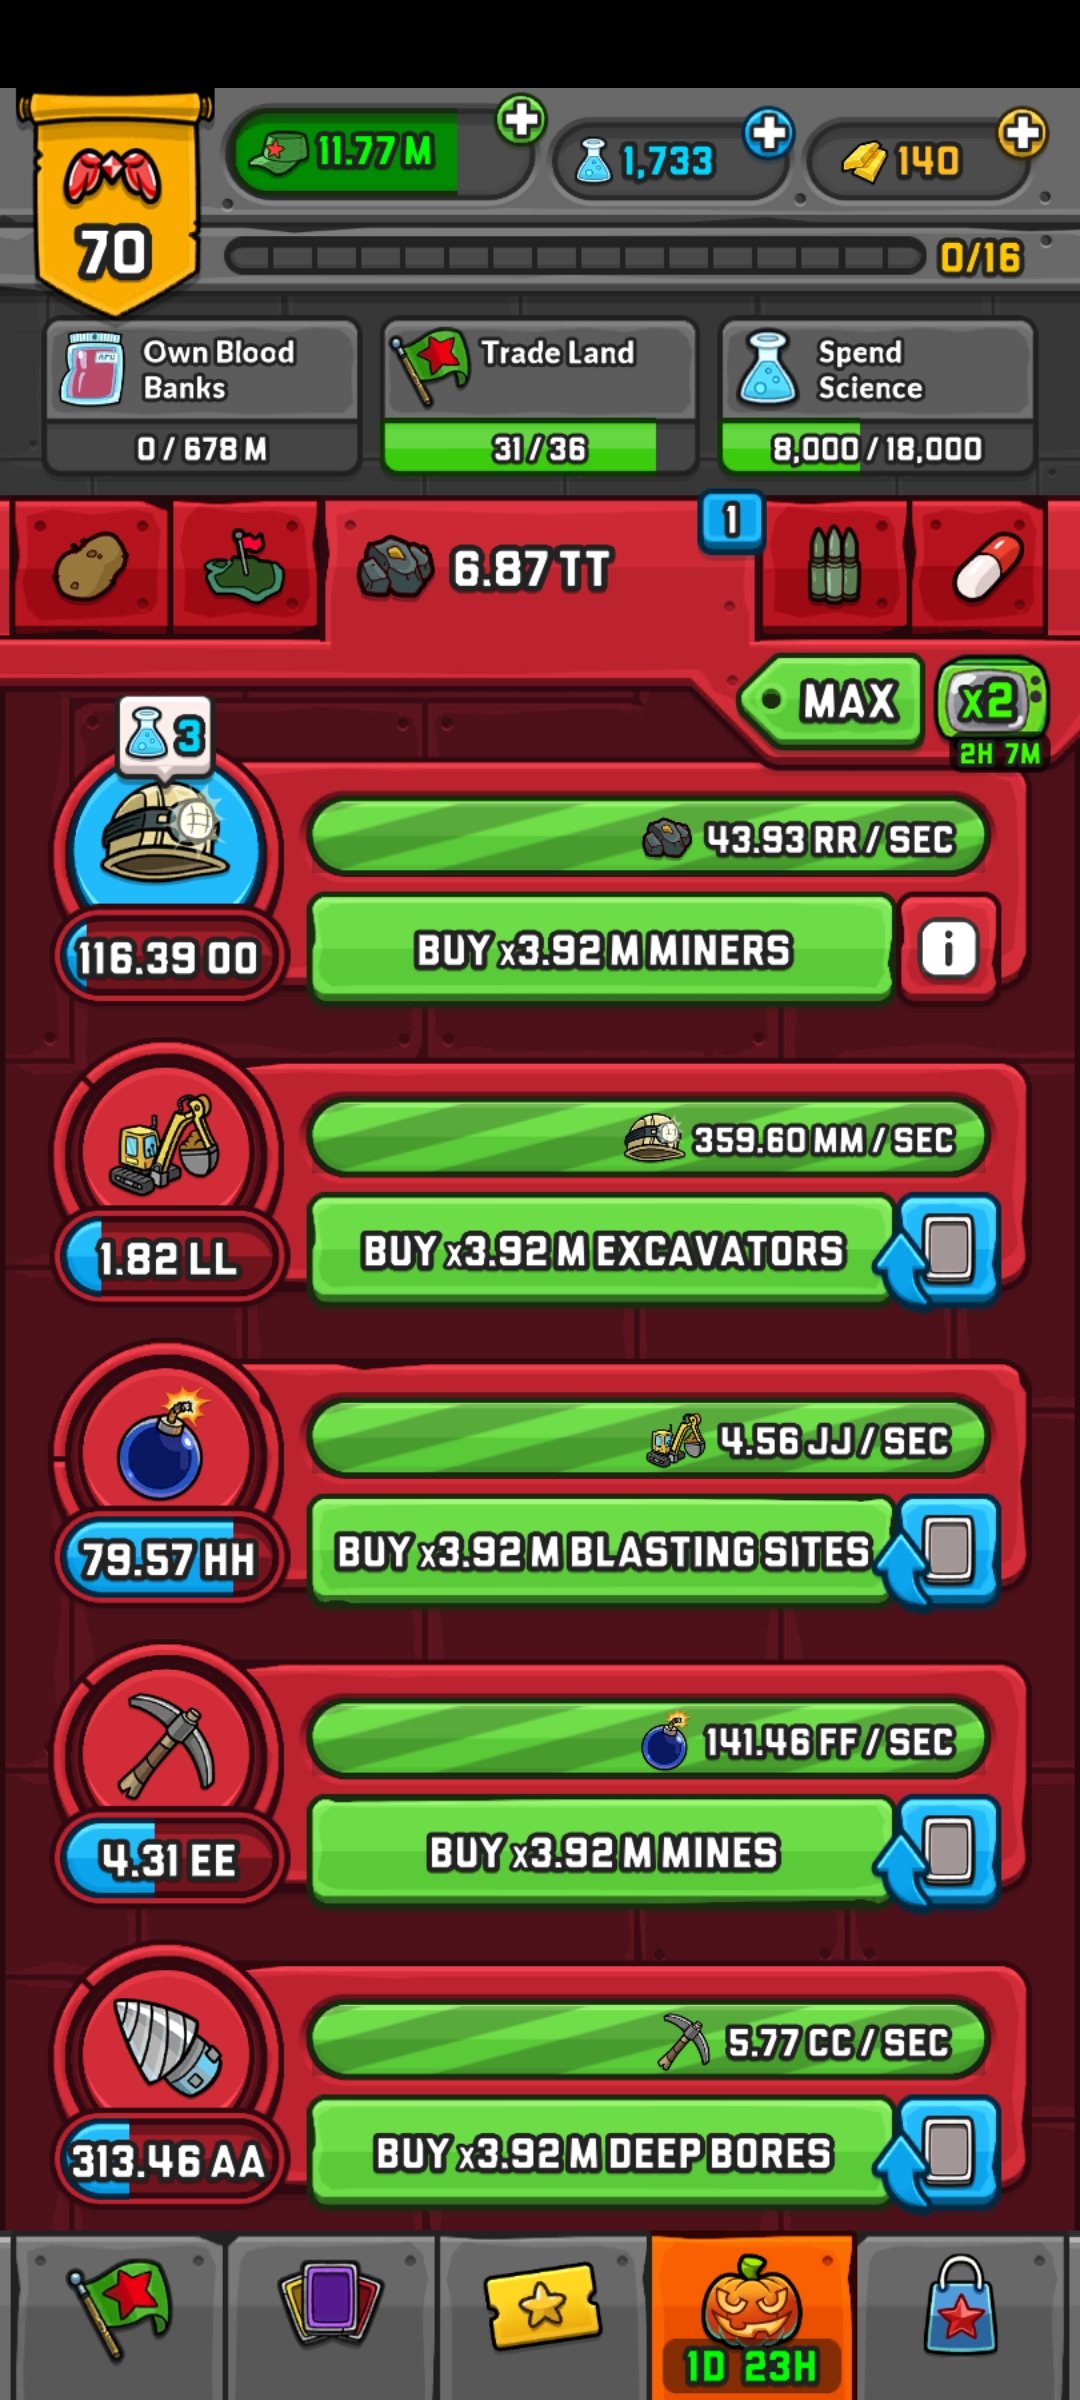 70
11.77 M
1,733
140
0/16
Own Blood
Banks
0 / 678 M
Trade Land
31 / 36
Spend
Science
8,000 / 18,000
6.87 TT
1
MAX
x2
2H 7M
3
43.93 RR / SEC
116.39 OO
BUY x3.92 M MINERS
i
359.60 MM / SEC
1.82 LL
BUY x3.92 M EXCAVATORS
4.56 JJ / SEC
79.57 HH
BUY x3.92 M BLASTING SITES
141.46 FF / SEC
4.31 EE
BUY x3.92 M MINES
5.77 CC / SEC
313.46 AA
BUY x3.92 M DEEP BORES
1D 23H